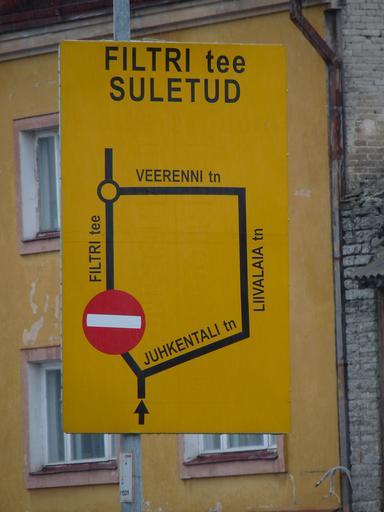 FILTRI tee
SULETUD
VEERENNI tn
FILTRI tee
LIIVALAIA tn
JUHKENTALI tn